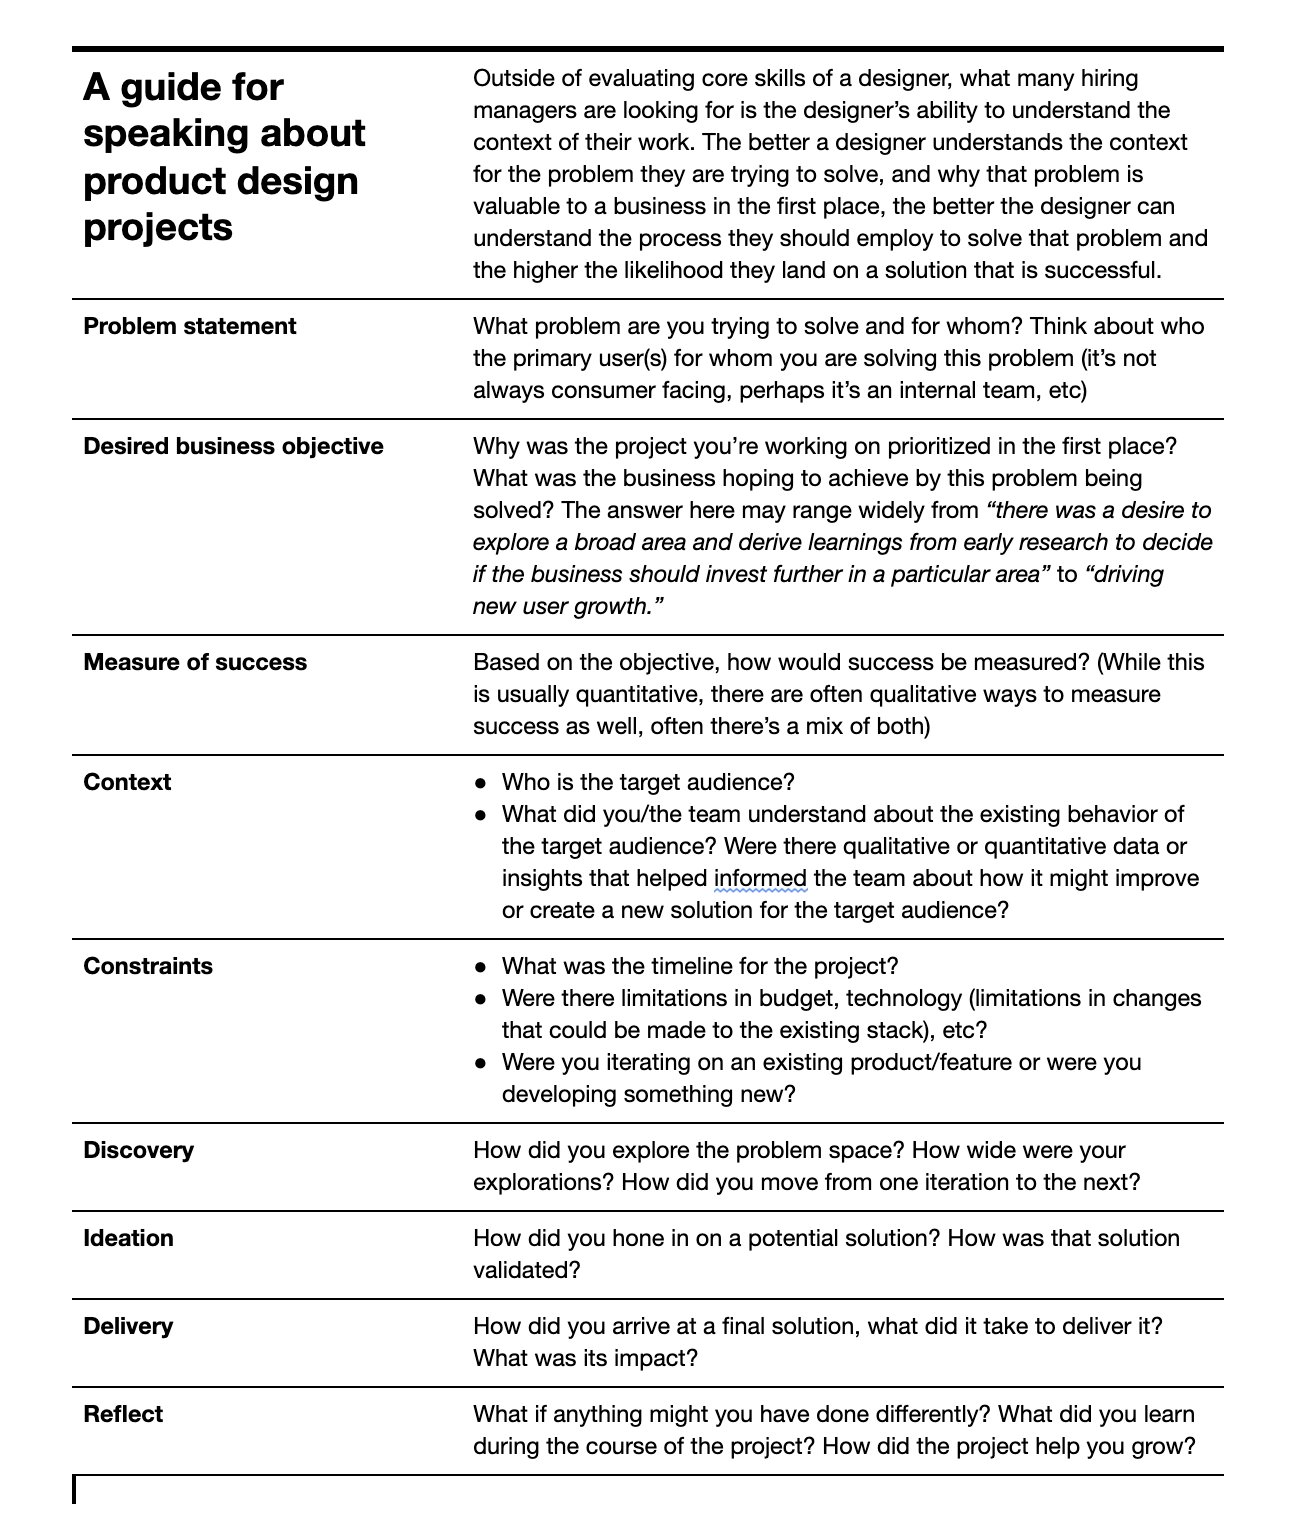 A guide for
speaking about
product design
projects
Outside of evaluating core skills of a designer, what many hiring
managers are looking for is the designer’s ability to understand the
context of their work. The better a designer understands the context
for the problem they are trying to solve, and why that problem is
valuable to a business in the first place, the better the designer can
understand the process they should employ to solve that problem and
the higher the likelihood they land on a solution that is successful.
Problem statement
What problem are you trying to solve and for whom? Think about who
the primary user(s) for whom you are solving this problem (it’s not
always consumer facing, perhaps it’s an internal team, etc)
Desired business objective
Why was the project you’re working on prioritized in the first place?
What was the business hoping to achieve by this problem being
solved? The answer here may range widely from “there was a desire to
explore a broad area and derive learnings from early research to decide
if the business should invest further in a particular area” to “driving
new user growth.”
Measure of success
Based on the objective, how would success be measured? (While this
is usually quantitative, there are often qualitative ways to measure
success as well, often there’s a mix of both)
Context
● Who is the target audience?
● What did you/the team understand about the existing behavior of
the target audience? Were there qualitative or quantitative data or
insights that helped informed the team about how it might improve
or create a new solution for the target audience?
Constraints
● What was the timeline for the project?
● Were there limitations in budget, technology (limitations in changes
that could be made to the existing stack), etc?
● Were you iterating on an existing product/feature or were you
developing something new?
Discovery
How did you explore the problem space? How wide were your
explorations? How did you move from one iteration to the next?
Ideation
How did you hone in on a potential solution? How was that solution
validated?
Delivery
How did you arrive at a final solution, what did it take to deliver it?
What was its impact?
Reflect
What if anything might you have done differently? What did you learn
during the course of the project? How did the project help you grow?